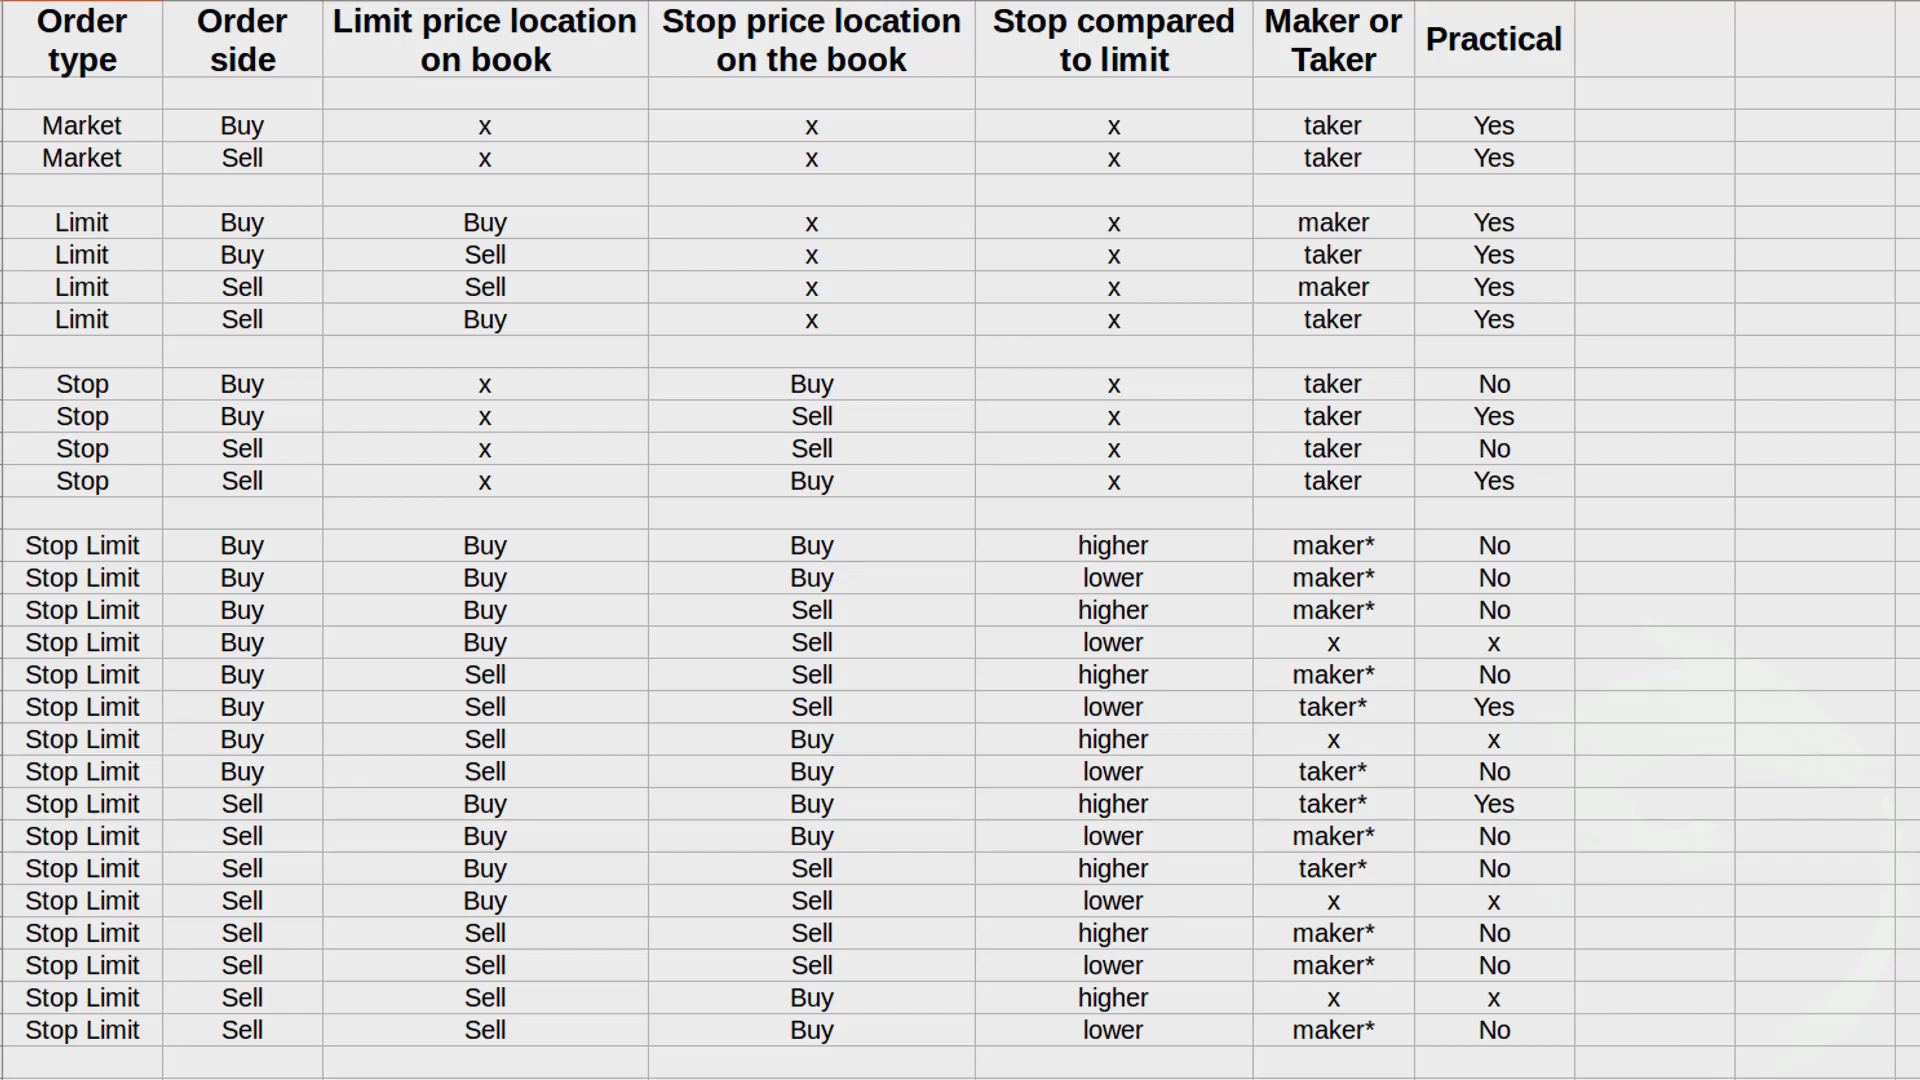 Order type | Order side | Limit price location on book | Stop price location on the book | Stop compared to limit | Maker or Taker | Practical
Market Buy x x x taker Yes
Market Sell x x x taker Yes
Limit Buy Buy x x maker Yes
Limit Buy Sell x x taker Yes
Limit Sell Sell x x maker Yes
Limit Sell Buy x x taker Yes
Stop Buy x Buy x taker No
Stop Buy x Sell x taker Yes
Stop Sell x Sell x taker No
Stop Sell x Buy x taker Yes
Stop Limit Buy Buy Buy higher maker* No
Stop Limit Buy Buy Buy lower maker* No
Stop Limit Buy Buy Sell higher maker* No
Stop Limit Buy Buy Sell lower x x
Stop Limit Buy Sell Sell higher maker* No
Stop Limit Buy Sell Sell lower taker* Yes
Stop Limit Buy Sell Buy higher x x
Stop Limit Buy Sell Buy lower taker* No
Stop Limit Sell Buy Buy higher taker* Yes
Stop Limit Sell Buy Buy lower maker* No
Stop Limit Sell Buy Sell higher taker* No
Stop Limit Sell Buy Sell lower x x
Stop Limit Sell Sell Sell higher maker* No
Stop Limit Sell Sell Sell lower maker* No
Stop Limit Sell Sell Buy higher x x
Stop Limit Sell Sell Buy lower maker* No